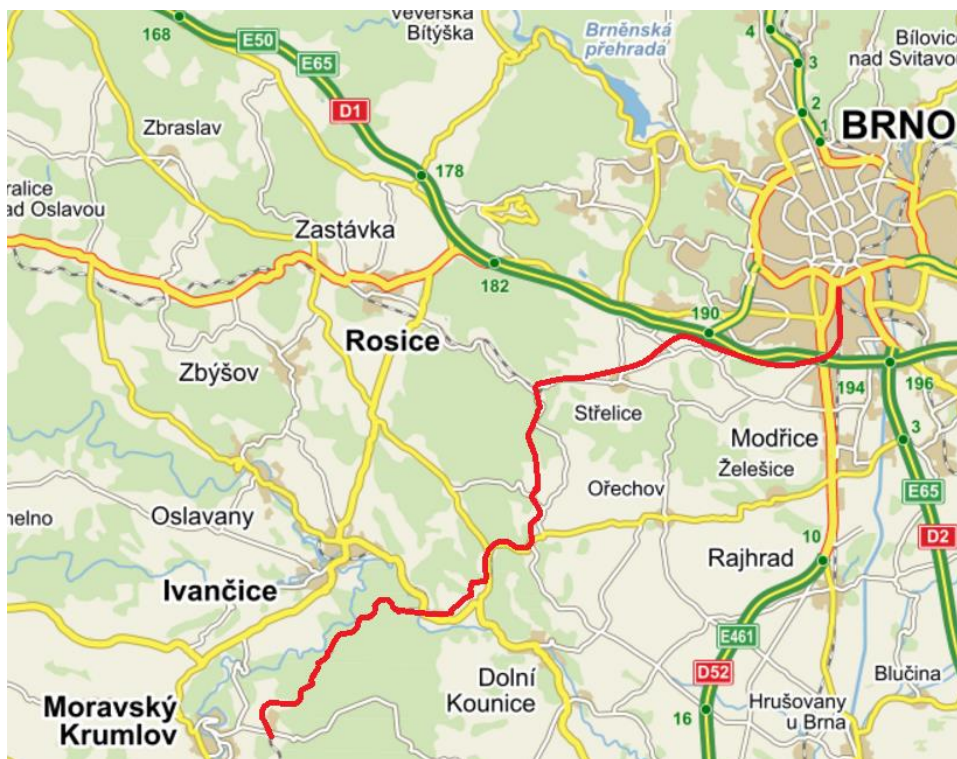 Veverská
Bítýška
Brněnská
přehrada
4
Bílovice
nad Svitavou
168
E50
3
E65
D1
2
Zbraslav
1
BRNO
178
ralice
ad Oslavou
Zastávka
182
190
Rosice
Zbýšov
194
196
Střelice
3
Modřice
Želešice
Ořechov
E65
melno
Oslavany
D2
10
Rajhrad
Ivančice
E461
D52
Blučina
Dolní
Kounice
Moravský
Krumlov
16
Hrušovany
u Brna